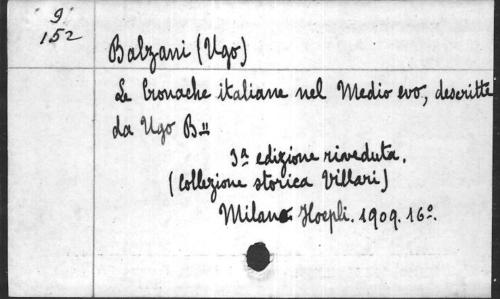 9
152
Balzani (Ugo)
Le Cronache italiane nel Medio evo, descritte
da Ugo B=
3ª edizione riveduta.
(Collezione storica Villari)
Milano Hoepli. 1909. 16º.